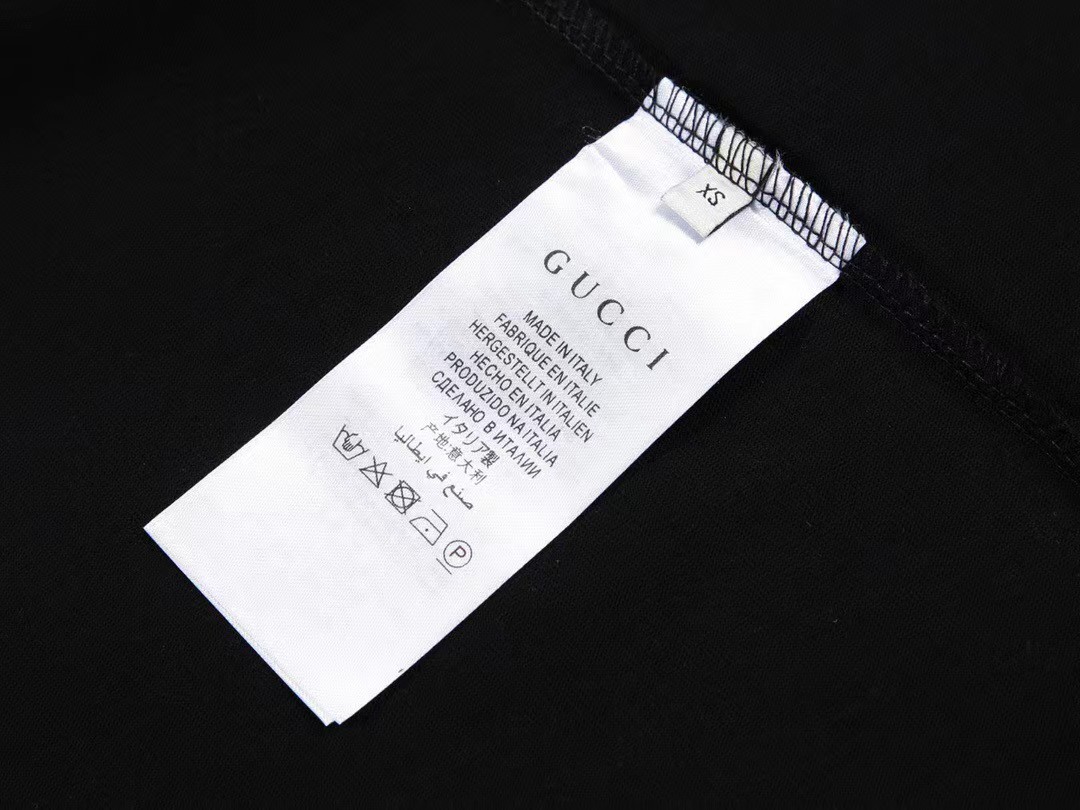 XS
GUCCI
MADE IN ITALY
FABRIQUE EN ITALIE
HERGESTELLT IN ITALIEN
HECHO EN ITALIA
PRODUZIDO NA ITALIA
СДЕЛАНО В ИТАЛИИ
イタリア製
产地意大利
صنع في ايطاليا
P